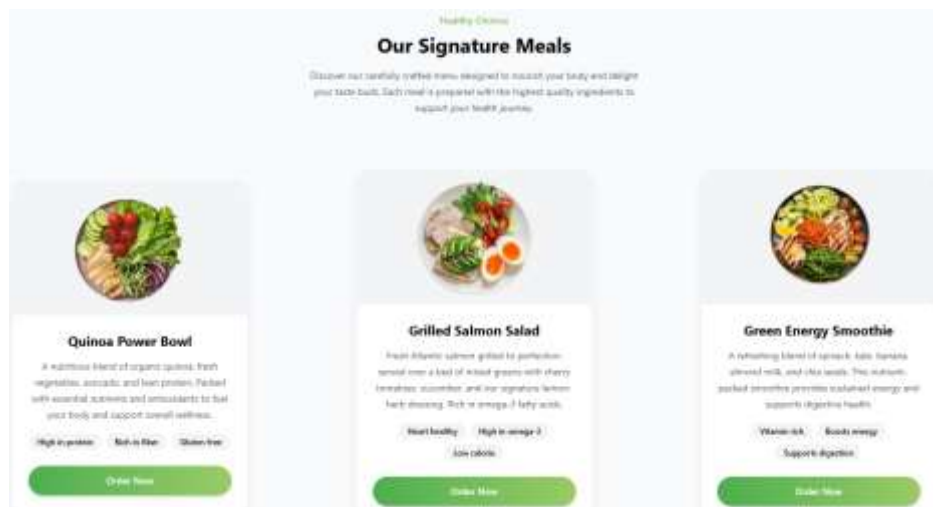 Healthy Choices
Our Signature Meals
Discover our carefully crafted menu designed to nourish your body and delight
your taste buds. Each meal is prepared with the highest quality ingredients to
support your health journey.
Quinoa Power Bowl
A nutritious blend of organic quinoa, fresh
vegetables, avocado, and lean protein. Packed
with essential nutrients and antioxidants to fuel
your body and support overall wellness.
High in protein
Rich in fiber
Gluten-free
Order Now
Grilled Salmon Salad
Fresh Atlantic salmon grilled to perfection,
served over a bed of mixed greens with cherry
tomatoes, cucumber, and our signature lemon
herb dressing. Rich in omega-3 fatty acids.
Heart healthy
High in omega-3
Low calorie
Order Now
Green Energy Smoothie
A refreshing blend of spinach, kale, banana,
almond milk, and chia seeds. This nutrient-
packed smoothie provides sustained energy and
supports digestive health.
Vitamin rich
Boosts energy
Supports digestion
Order Now